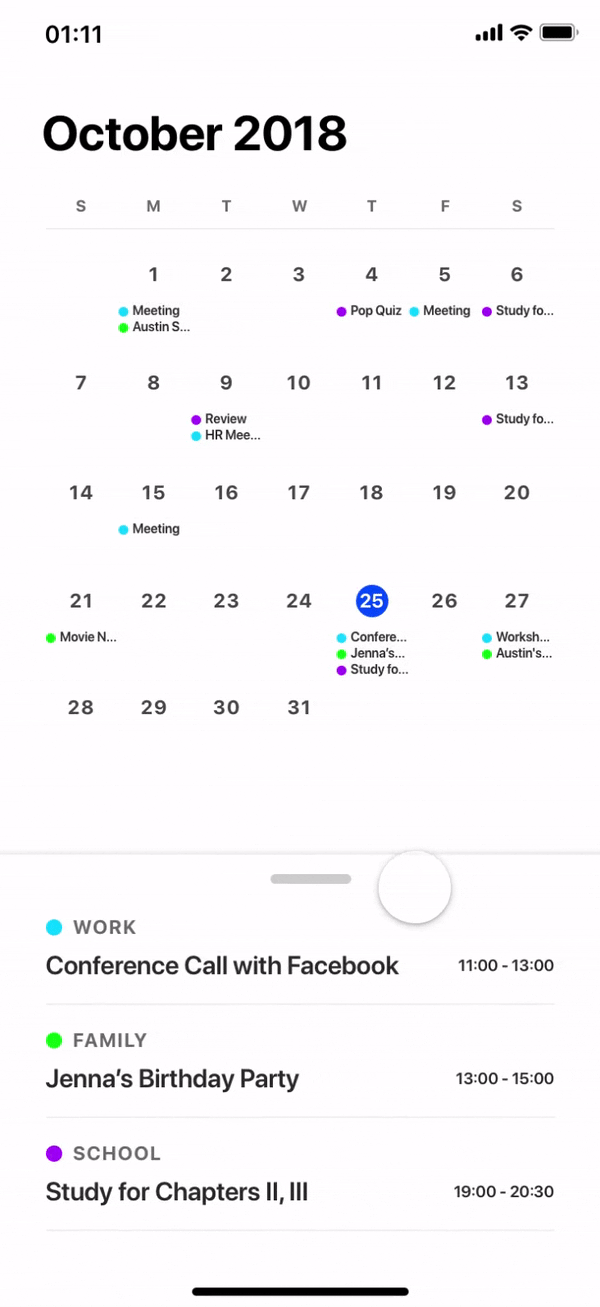 01:11
October 2018
S M T W T F S
1 2 3 4 5 6
Meeting Pop Quiz Meeting Study fo...
Austin S...
7 8 9 10 11 12 13
Review Study fo...
HR Mee...
14 15 16 17 18 19 20
Meeting
21 22 23 24 25 26 27
Movie N... Confere... Worksh...
Jenna’s... Austin's...
Study fo...
28 29 30 31
WORK
Conference Call with Facebook 11:00 - 13:00
FAMILY
Jenna’s Birthday Party 13:00 - 15:00
SCHOOL
Study for Chapters II, III 19:00 - 20:30